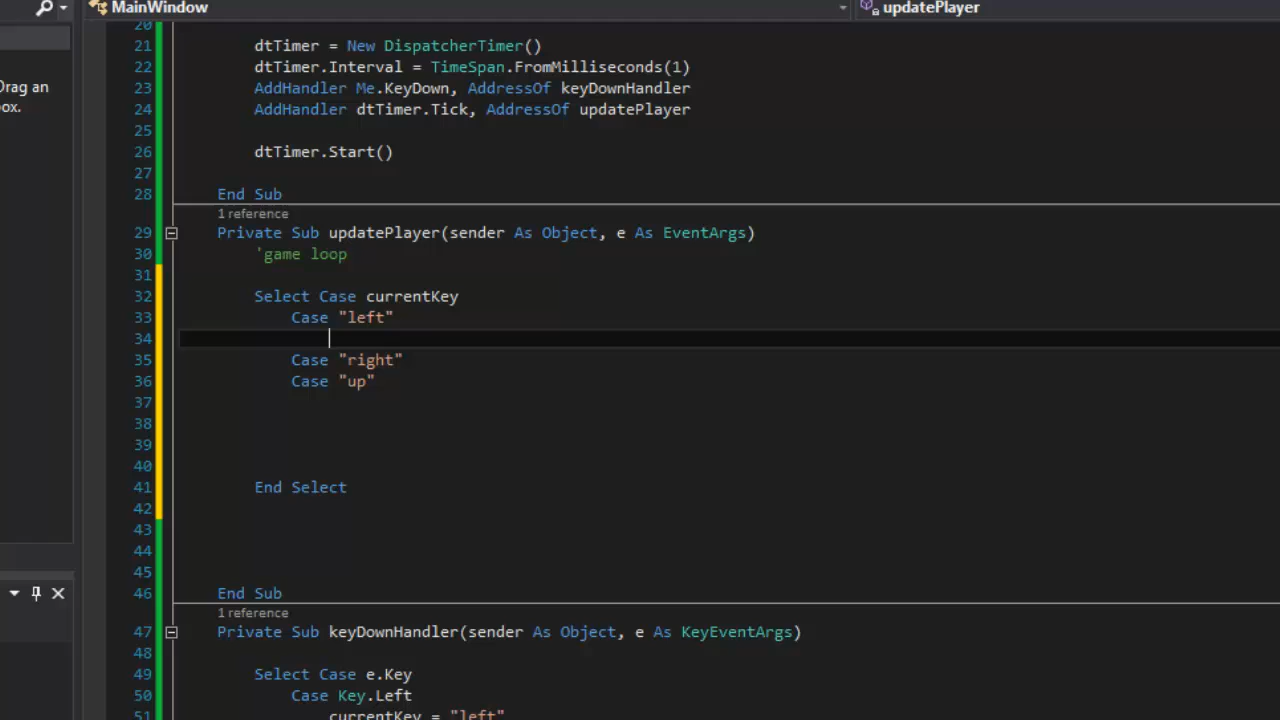 MainWindow updatePlayer
20
21 dtTimer = New DispatcherTimer()
22 dtTimer.Interval = TimeSpan.FromMilliseconds(1)
23 AddHandler Me.KeyDown, AddressOf keyDownHandler
24 AddHandler dtTimer.Tick, AddressOf updatePlayer
25
26 dtTimer.Start()
27
28 End Sub
1 reference
29 Private Sub updatePlayer(sender As Object, e As EventArgs)
30 'game loop
31
32 Select Case currentKey
33 Case "left"
34
35 Case "right"
36 Case "up"
37
38
39
40
41 End Select
42
43
44
45
46 End Sub
1 reference
47 Private Sub keyDownHandler(sender As Object, e As KeyEventArgs)
48
49 Select Case e.Key
50 Case Key.Left
51 currentKey = "left"
Drag an
ox.